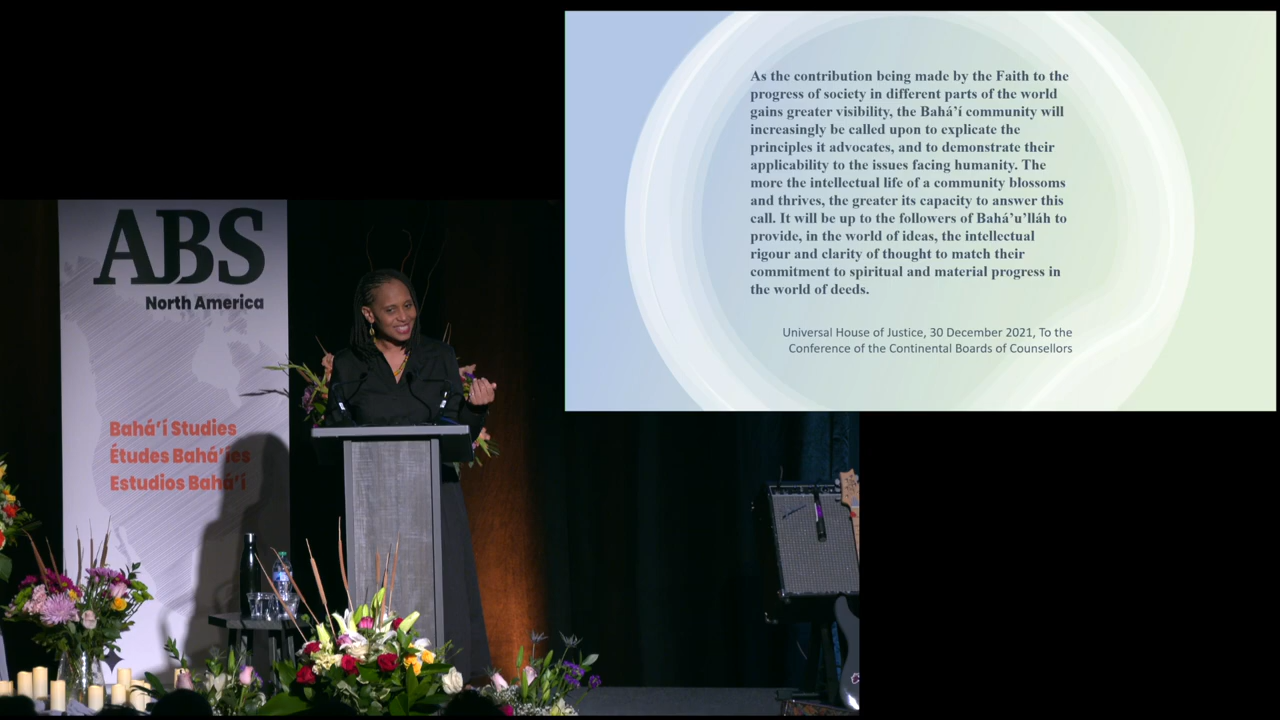 As the contribution being made by the Faith to the
progress of society in different parts of the world
gains greater visibility, the Bahá’í community will
increasingly be called upon to explicate the
principles it advocates, and to demonstrate their
applicability to the issues facing humanity. The
more the intellectual life of a community blossoms
and thrives, the greater its capacity to answer this
call. It will be up to the followers of Bahá’u’lláh to
provide, in the world of ideas, the intellectual
rigour and clarity of thought to match their
commitment to spiritual and material progress in
the world of deeds.
Universal House of Justice, 30 December 2021, To the
Conference of the Continental Boards of Counsellors
ABS
North America
Bahá’í Studies
Études Bahá’íes
Estudios Bahá’í